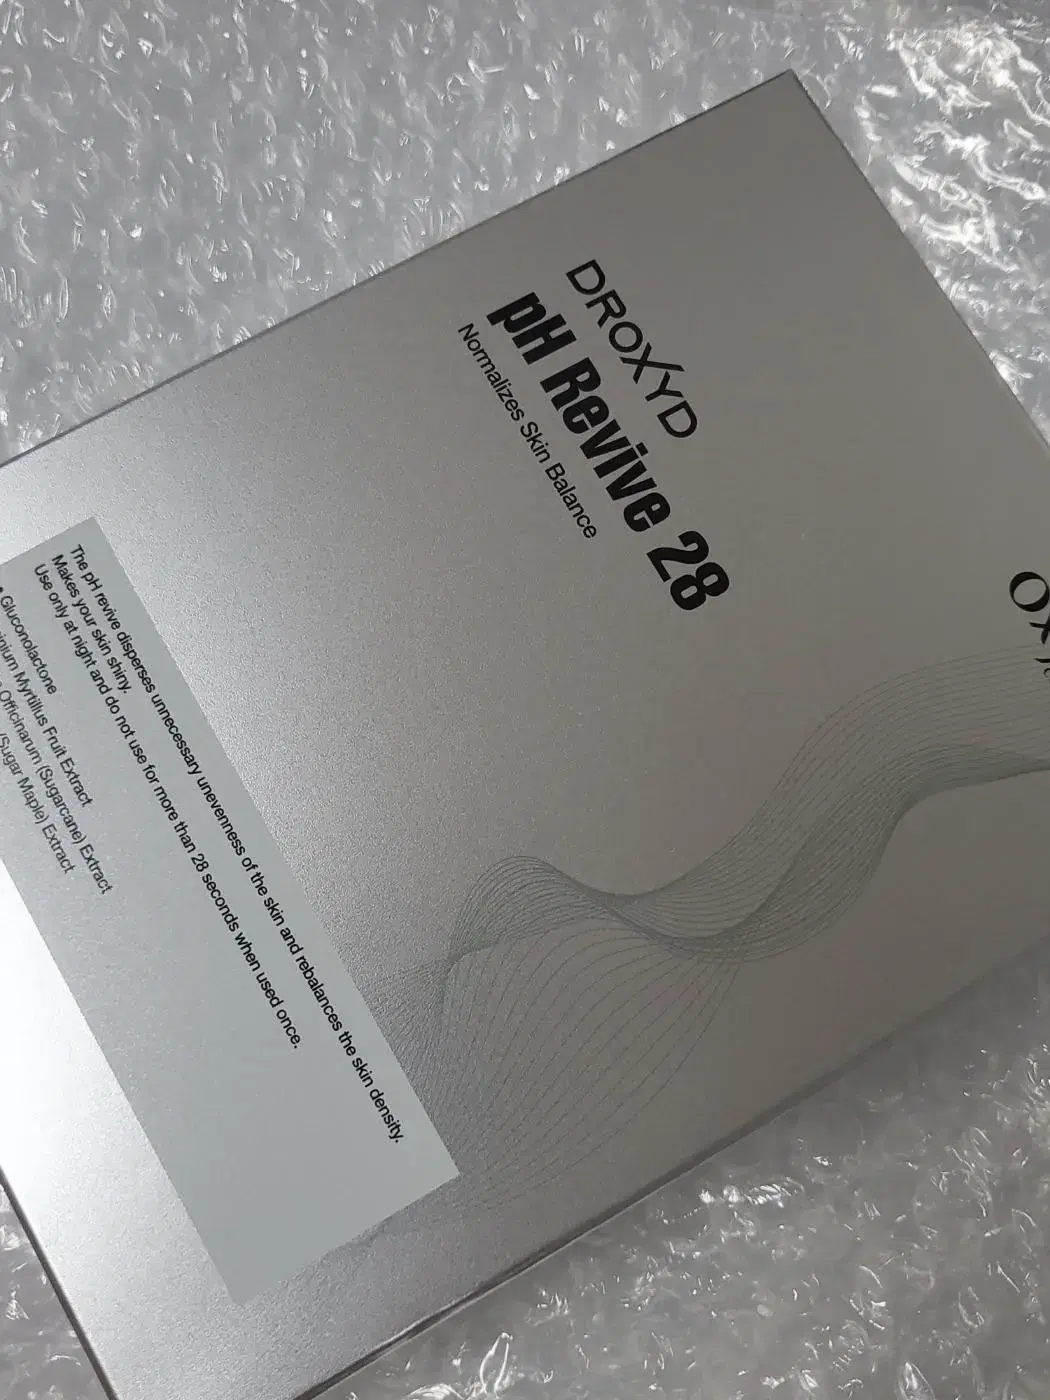 DROXYD
pH Revive 28
Normalizes Skin Balance
The pH revive disperses unnecessary unevenness of the skin and rebalances the skin density.
Makes your skin shiny.
Use only at night and do not use for more than 28 seconds when used once.
Gluconolactone
Myrtillus Fruit Extract
Officinarum (Sugarcane) Extract
(Sugar Maple) Extract